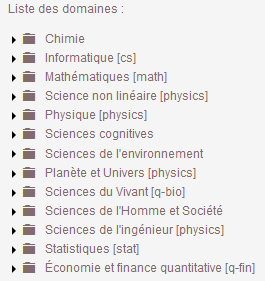 Liste des domaines :
Chimie
Informatique [cs]
Mathématiques [math]
Science non linéaire [physics]
Physique [physics]
Sciences cognitives
Sciences de l'environnement
Planète et Univers [physics]
Sciences du Vivant [q-bio]
Sciences de l'Homme et Société
Sciences de l'ingénieur [physics]
Statistiques [stat]
Économie et finance quantitative [q-fin]